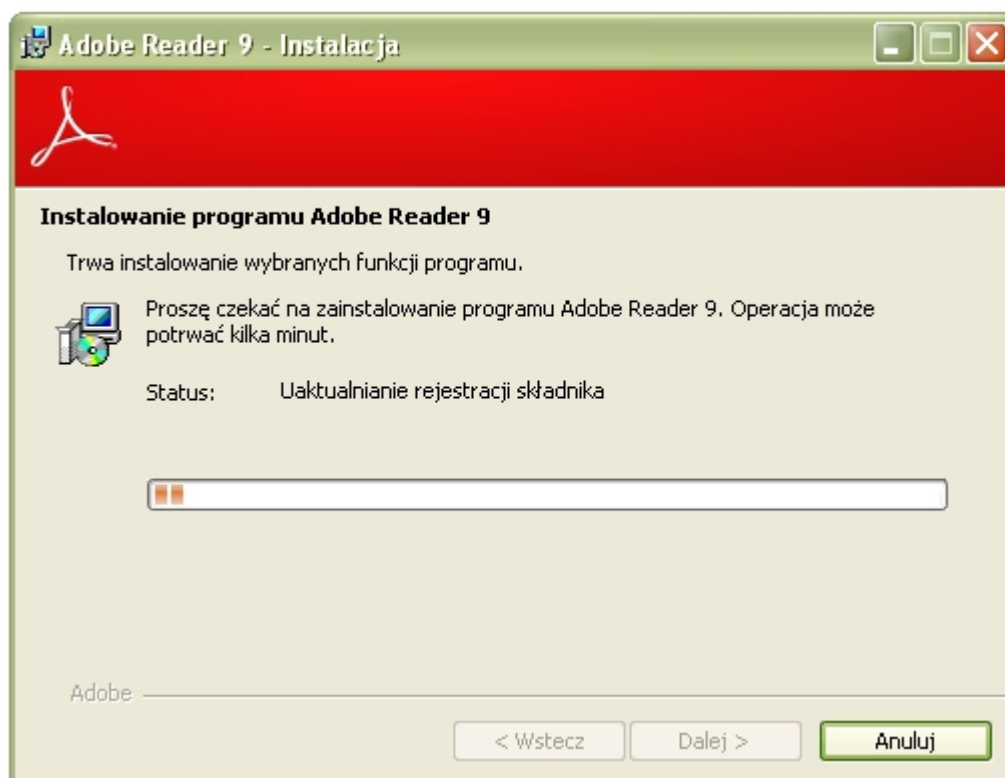 Adobe Reader 9 - Instalacja
Instalowanie programu Adobe Reader 9
Trwa instalowanie wybranych funkcji programu.
Proszę czekać na zainstalowanie programu Adobe Reader 9. Operacja może
potrwać kilka minut.
Status: Uaktualnianie rejestracji składnika
Adobe
< Wstecz Dalej > Anuluj